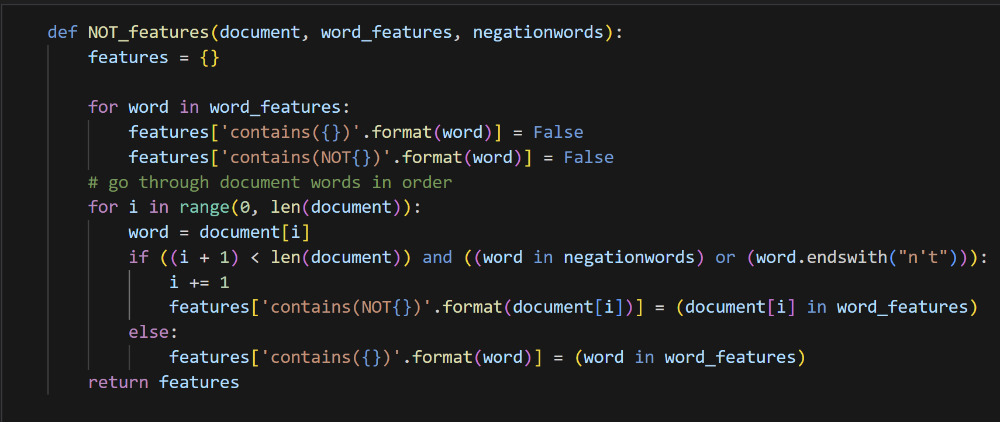 def NOT_features(document, word_features, negationwords):
    features = {}

    for word in word_features:
        features['contains({})'.format(word)] = False
        features['contains(NOT{})'.format(word)] = False
    # go through document words in order
    for i in range(0, len(document)):
        word = document[i]
        if ((i + 1) < len(document)) and ((word in negationwords) or (word.endswith("n't"))):
            i += 1
            features['contains(NOT{})'.format(document[i])] = (document[i] in word_features)
        else:
            features['contains({})'.format(word)] = (word in word_features)
    return features